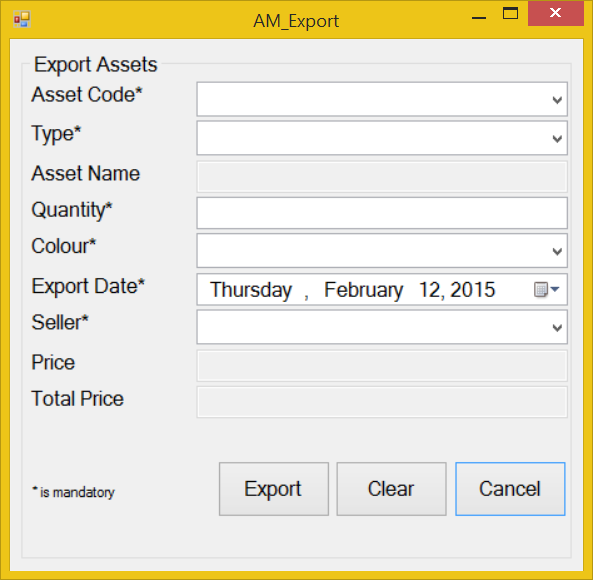 AM_Export
Export Assets
Asset Code*
Type*
Asset Name
Quantity*
Colour*
Export Date* Thursday , February 12, 2015
Seller*
Price
Total Price
* is mandatory Export Clear Cancel